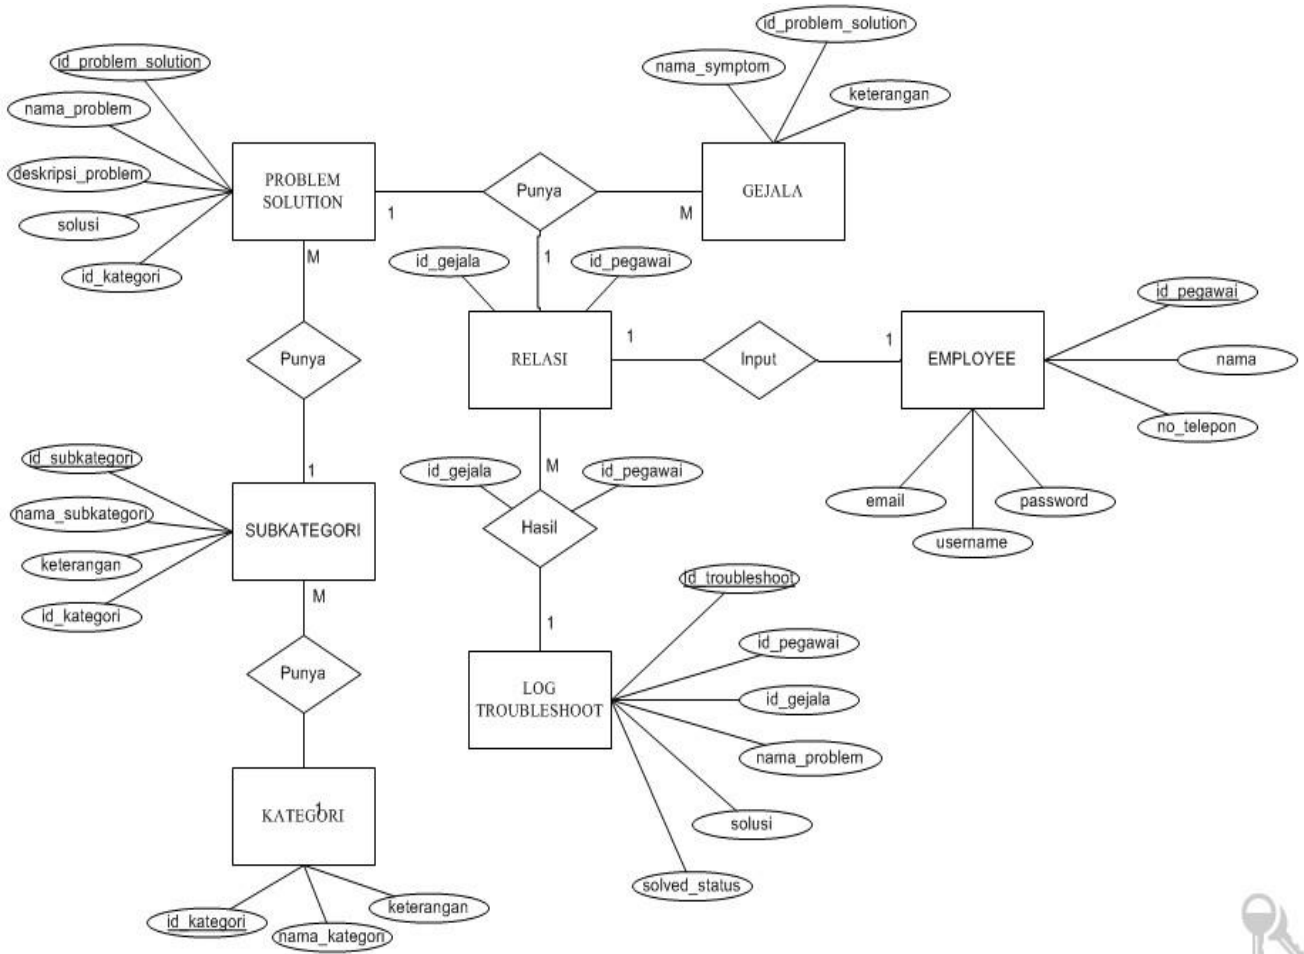 id_problem_solution
nama_problem
deskripsi_problem
solusi
id_kategori
PROBLEM
SOLUTION
1
Punya
M
nama_symptom
id_problem_solution
keterangan
GEJALA
1
id_gejala
id_pegawai
RELASI
1
Input
1
EMPLOYEE
id_pegawai
nama
no_telepon
email
username
password
M
Punya
1
id_subkategori
nama_subkategori
keterangan
id_kategori
SUBKATEGORI
M
Punya
1
KATEGORI
id_kategori
nama_kategori
keterangan
M
id_gejala
id_pegawai
Hasil
1
LOG
TROUBLESHOOT
id_troubleshoot
id_pegawai
id_gejala
nama_problem
solusi
solved_status